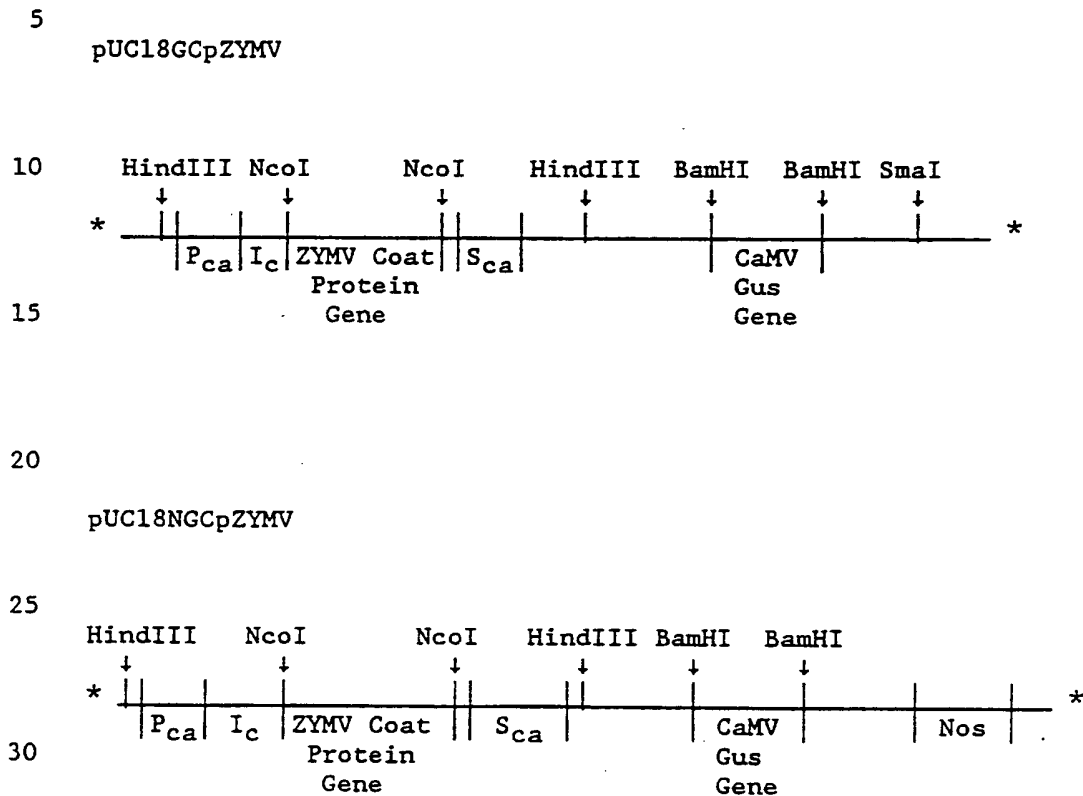 5
pUC18GCpZYMV
10 HindIII NcoI NcoI HindIII BamHI BamHI SmaI
* *
Pca Ic ZYMV Coat Sca CaMV
Protein Gus
15 Gene Gene
20
pUC18NGCpZYMV
25
HindIII NcoI NcoI HindIII BamHI BamHI
* *
Pca Ic ZYMV Coat Sca CaMV Nos
30 Protein Gus
Gene Gene